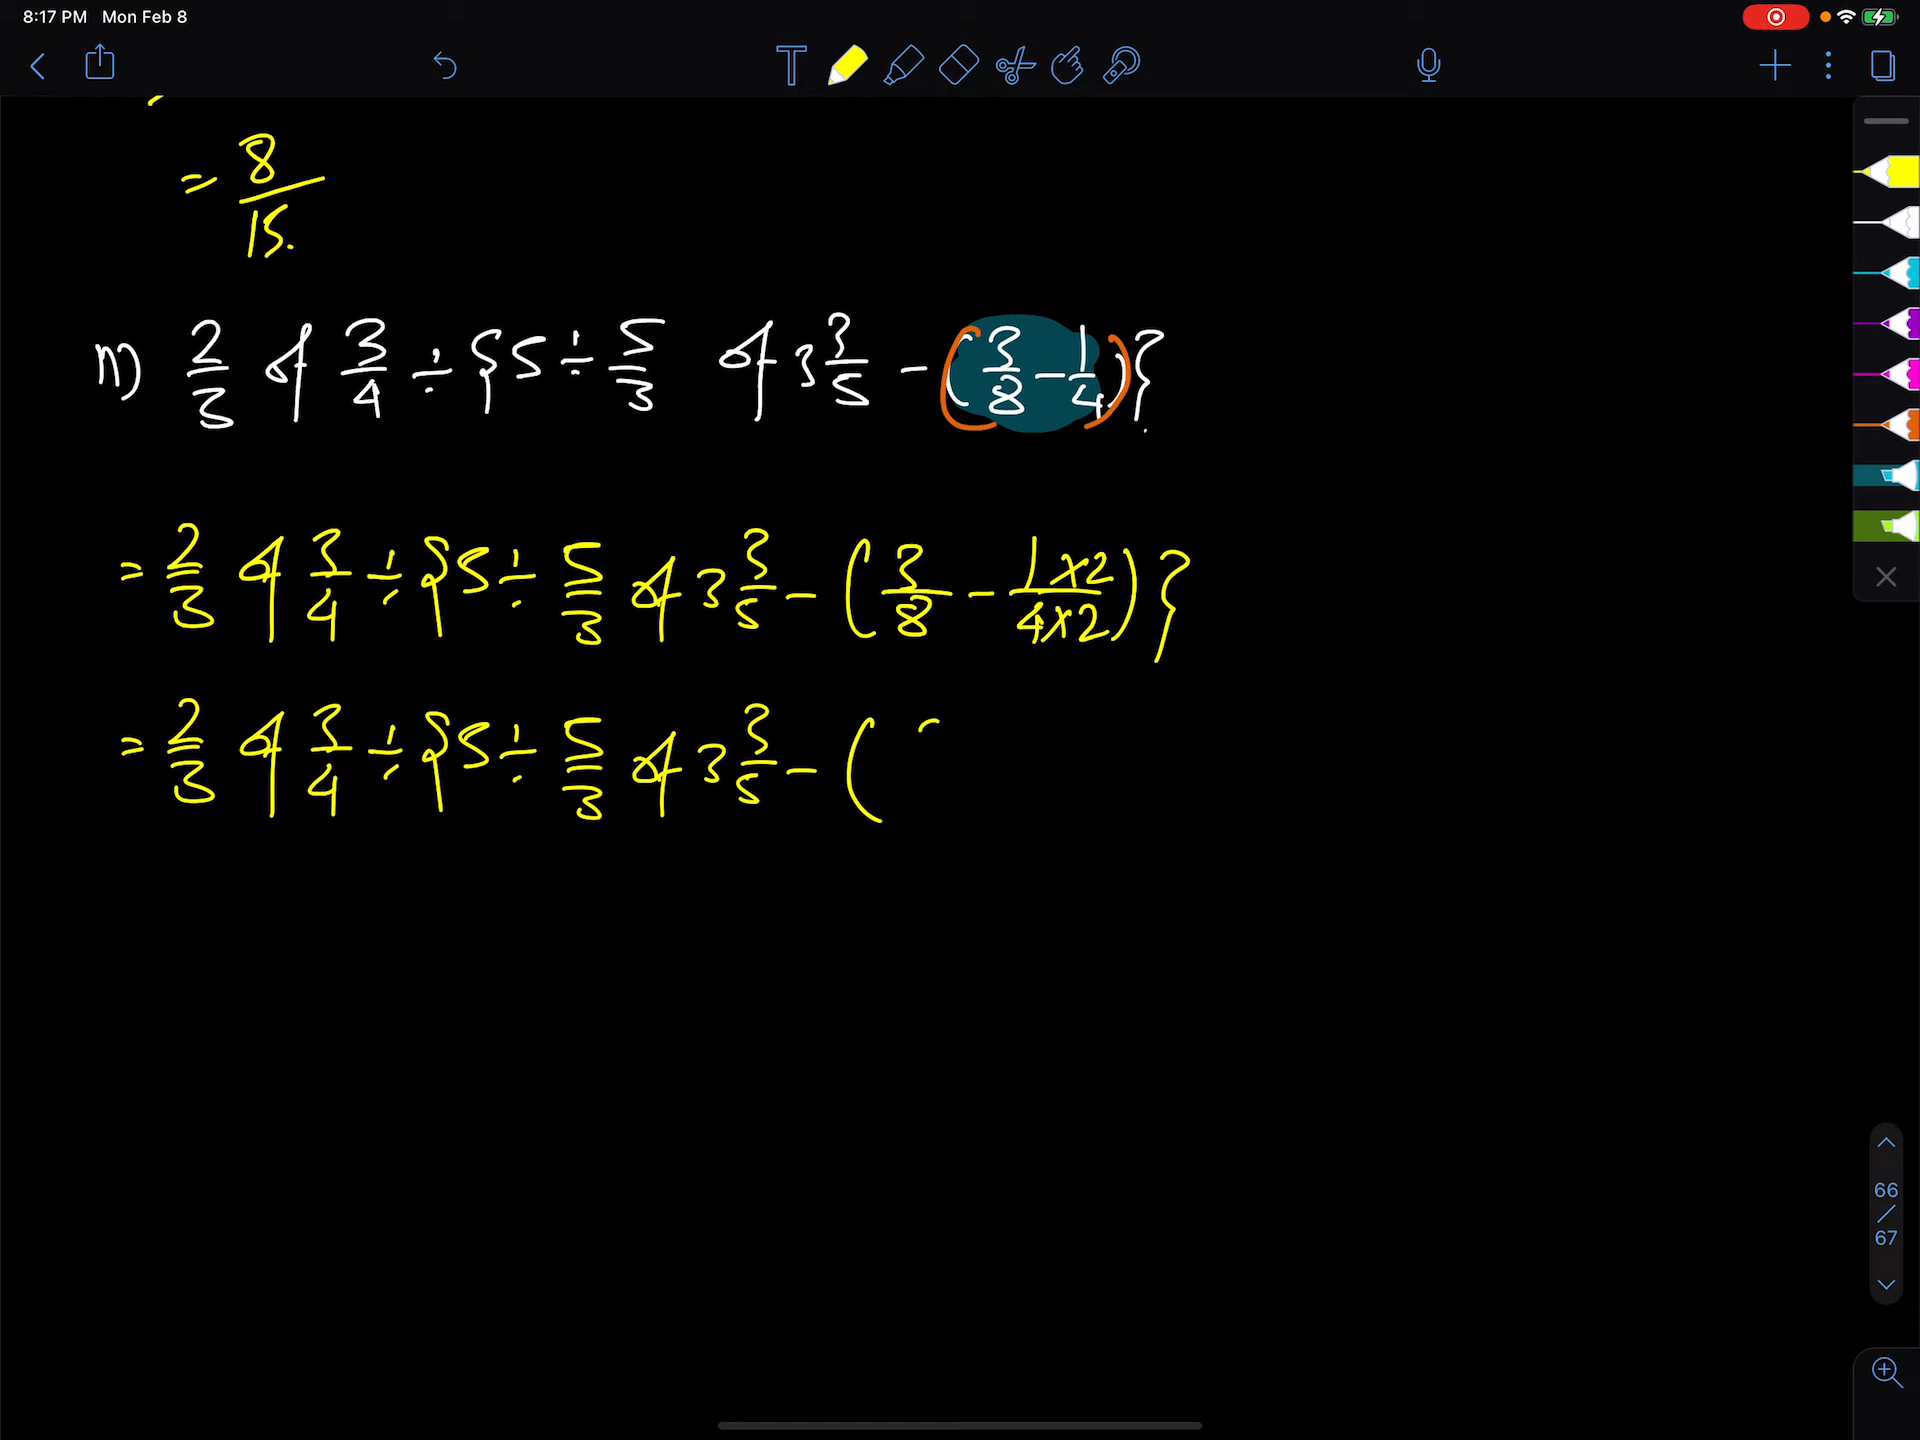 8:17 PM Mon Feb 8
= 8/15.
n) 2/3 of 3/4 ÷ {5 ÷ 5/3 of 3 3/5 - (3/8 - 1/4)}
= 2/3 of 3/4 ÷ {5 ÷ 5/3 of 3 3/5 - (3/8 - 1×2/4×2)}
= 2/3 of 3/4 ÷ {5 ÷ 5/3 of 3 3/5 - (
66
/
67